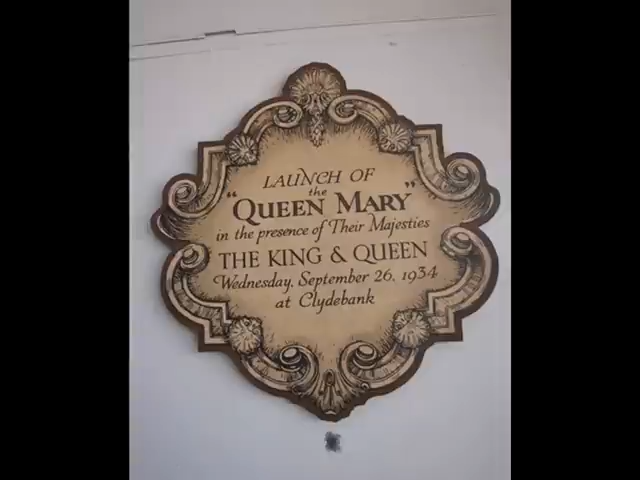 LAUNCH OF
the
"QUEEN MARY"
in the presence of Their Majesties
THE KING & QUEEN
Wednesday, September 26, 1934
at Clydebank